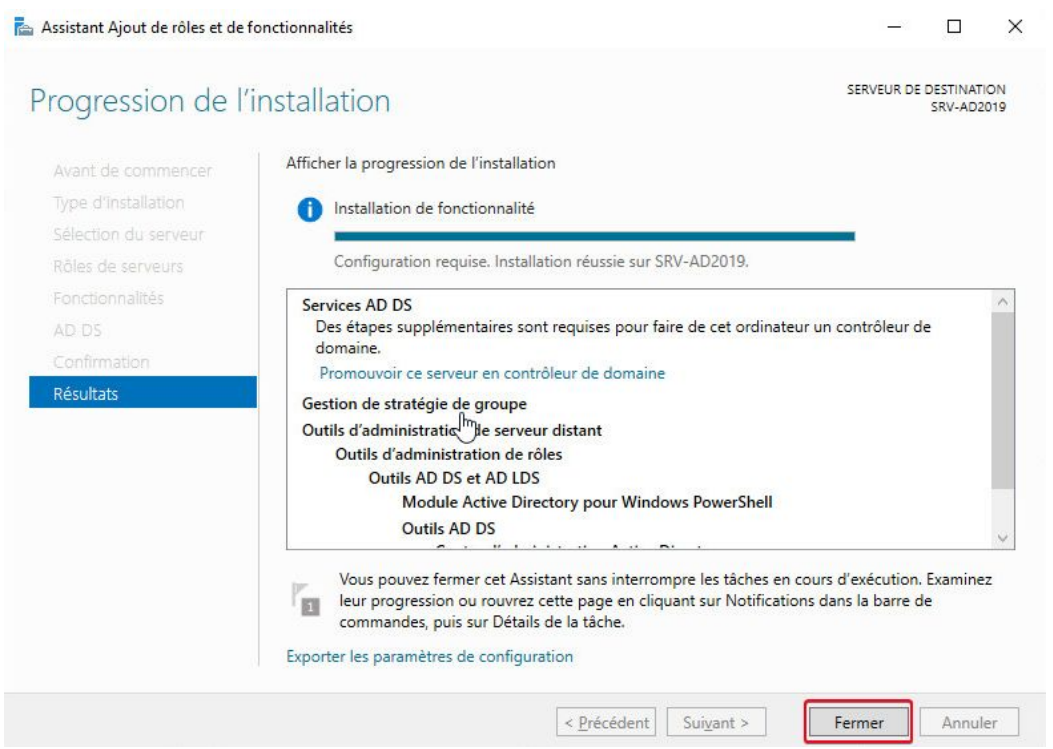 Assistant Ajout de rôles et de fonctionnalités
Progression de l'installation
SERVEUR DE DESTINATION
SRV-AD2019
Avant de commencer
Type d'installation
Sélection du serveur
Rôles de serveurs
Fonctionnalités
AD DS
Confirmation
Résultats
Afficher la progression de l'installation
Installation de fonctionnalité
Configuration requise. Installation réussie sur SRV-AD2019.
Services AD DS
Des étapes supplémentaires sont requises pour faire de cet ordinateur un contrôleur de
domaine.
Promouvoir ce serveur en contrôleur de domaine
Gestion de stratégie de groupe
Outils d'administration de serveur distant
Outils d'administration de rôles
Outils AD DS et AD LDS
Module Active Directory pour Windows PowerShell
Outils AD DS
1
Vous pouvez fermer cet Assistant sans interrompre les tâches en cours d'exécution. Examinez
leur progression ou rouvrez cette page en cliquant sur Notifications dans la barre de
commandes, puis sur Détails de la tâche.
Exporter les paramètres de configuration
< Précédent
Suivant >
Fermer
Annuler